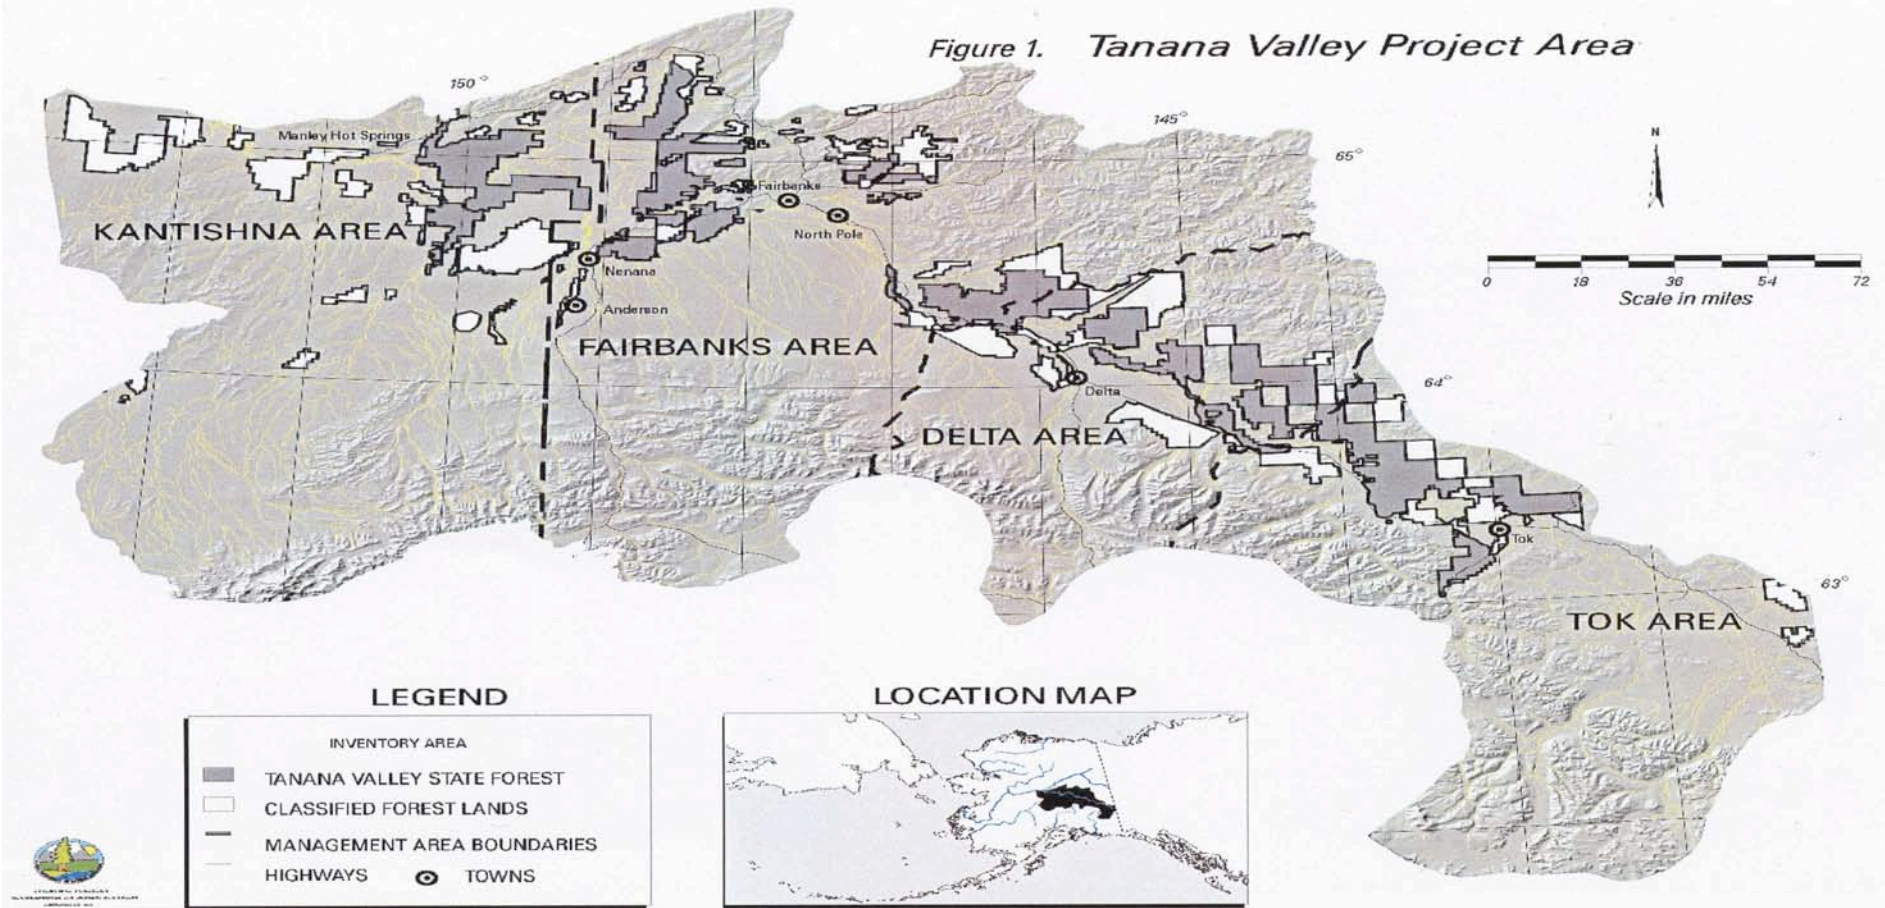 Figure 1. Tanana Valley Project Area
150°
145°
65°
Manley Hot Springs
N
Fairbanks
KANTISHNA AREA
North Pole
Nenana
0 18 36 54 72
Scale in miles
Anderson
FAIRBANKS AREA
64°
Delta
DELTA AREA
Tok
63°
TOK AREA
LEGEND
INVENTORY AREA
TANANA VALLEY STATE FOREST
CLASSIFIED FOREST LANDS
MANAGEMENT AREA BOUNDARIES
HIGHWAYS TOWNS
LOCATION MAP